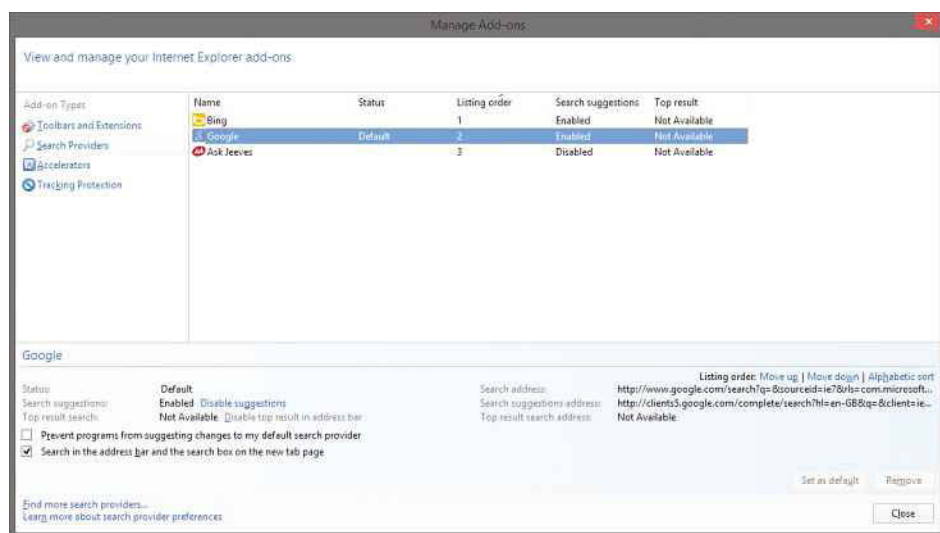 Manage Add-ons
View and manage your Internet Explorer add-ons
Add-on Types
Toolbars and Extensions
Search Providers
Accelerators
Tracking Protection
Name Status Listing order Search suggestions Top result
Bing 1 Enabled Not Available
Google Default 2 Enabled Not Available
Ask Jeeves 3 Disabled Not Available
Google
Listing order: Move up | Move down | Alphabetic sort
Status: Default Search address: http://www.google.com/search?q=&sourceid=ie7&rls=com.microsoft...
Search suggestions: Enabled Disable suggestions Search suggestions address: http://clients5.google.com/complete/search?hl=en-GB&q=&client=ie...
Top result search: Not Available Disable top result in address bar Top result search address: Not Available
Prevent programs from suggesting changes to my default search provider
Search in the address bar and the search box on the new tab page
Set as default Remove
Find more search providers...
Learn more about search provider preferences
Close